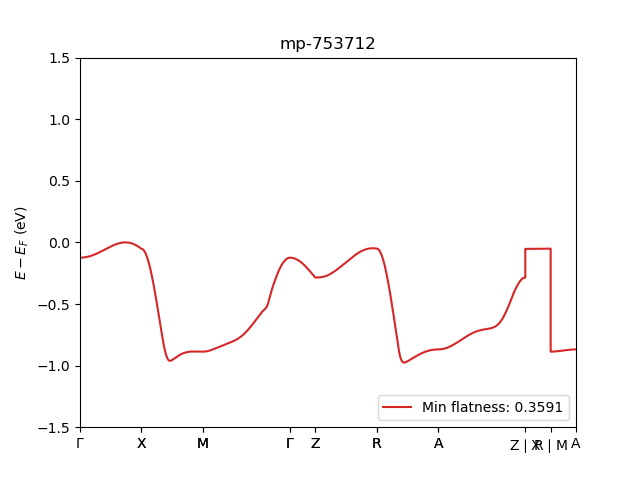 mp-753712
E − E_F (eV)
1.5
1.0
0.5
0.0
−0.5
−1.0
−1.5
Min flatness: 0.3591
Γ X M Γ Z R A Z | X R | M A